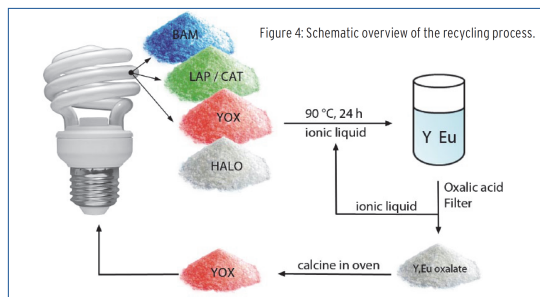 Figure 4: Schematic overview of the recycling process.
BAM
LAP / CAT
YOX
HALO
90 °C, 24 h
ionic liquid
Y Eu
Oxalic acid
Filter
ionic liquid
Y,Eu oxalate
calcine in oven
YOX